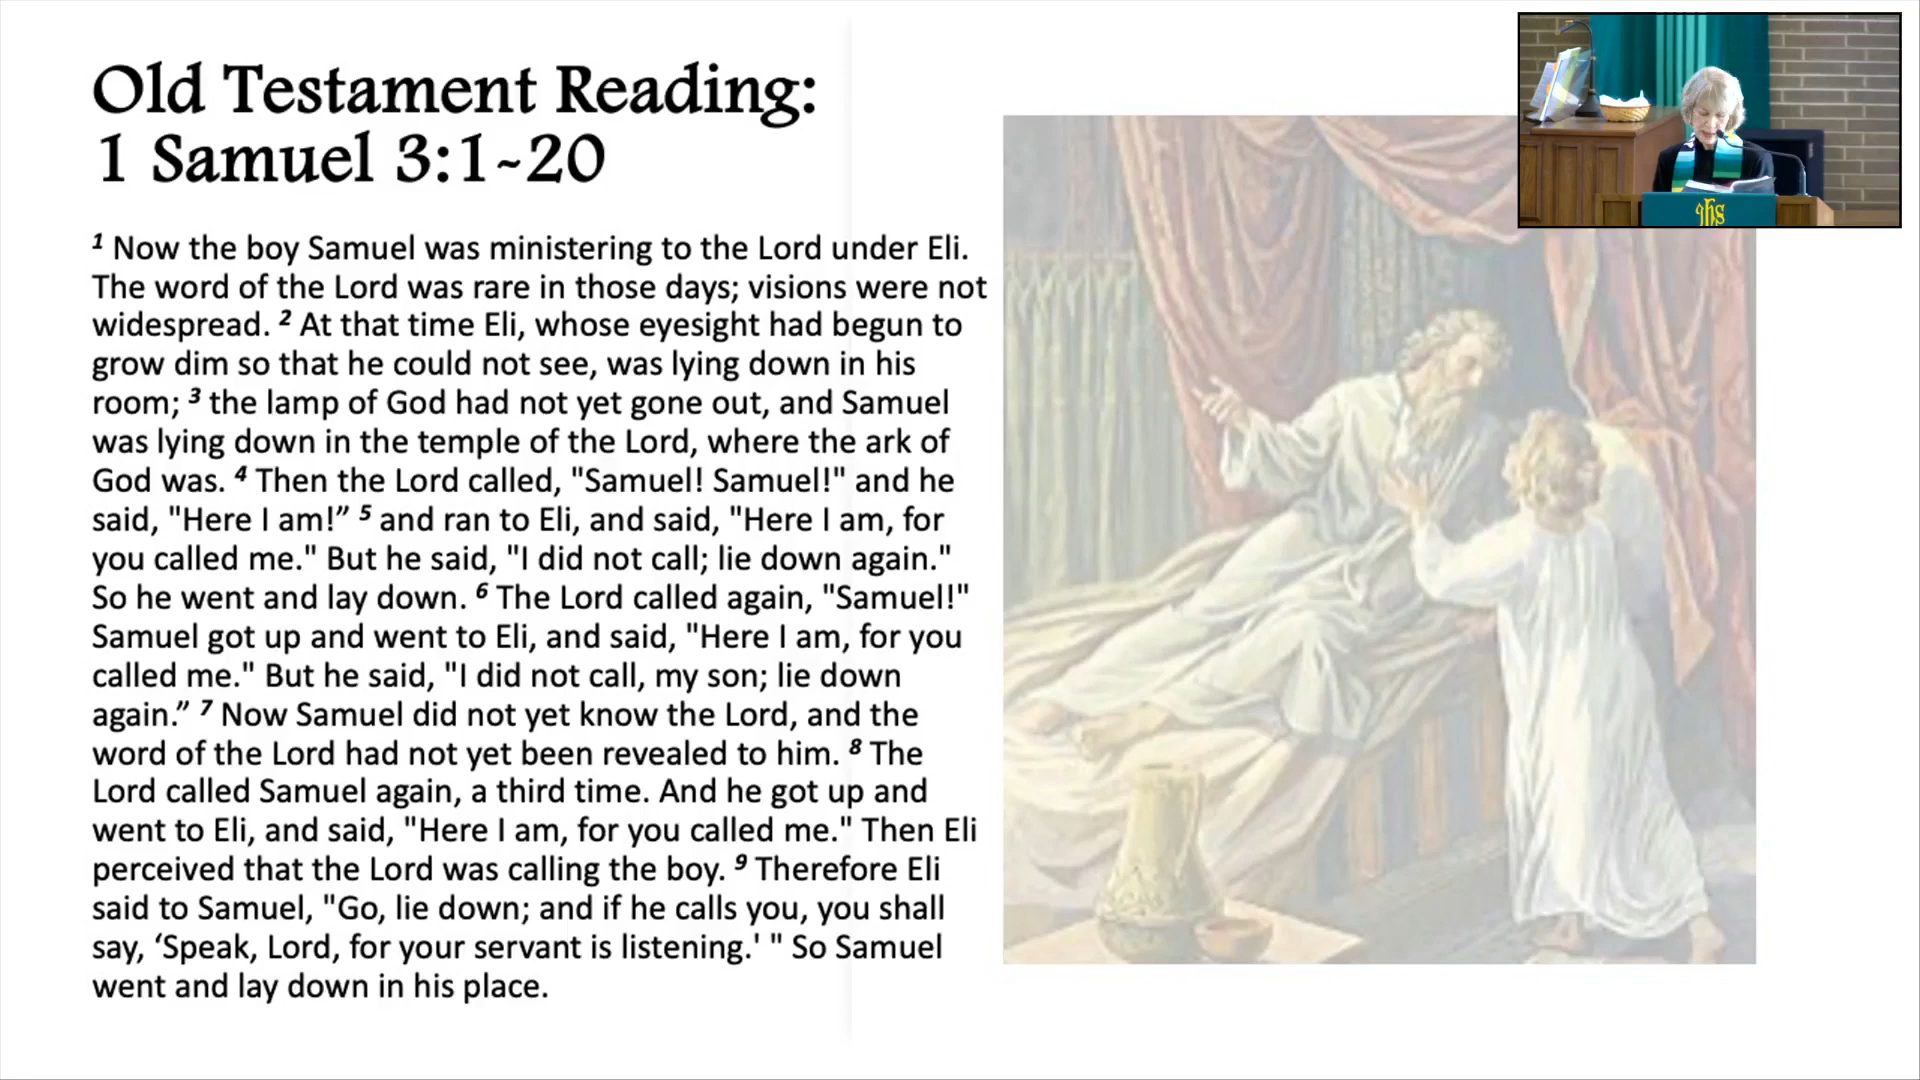 Old Testament Reading:
1 Samuel 3:1~20
1 Now the boy Samuel was ministering to the Lord under Eli.
The word of the Lord was rare in those days; visions were not
widespread. 2 At that time Eli, whose eyesight had begun to
grow dim so that he could not see, was lying down in his
room; 3 the lamp of God had not yet gone out, and Samuel
was lying down in the temple of the Lord, where the ark of
God was. 4 Then the Lord called, "Samuel! Samuel!" and he
said, "Here I am!” 5 and ran to Eli, and said, "Here I am, for
you called me." But he said, "I did not call; lie down again."
So he went and lay down. 6 The Lord called again, "Samuel!"
Samuel got up and went to Eli, and said, "Here I am, for you
called me." But he said, "I did not call, my son; lie down
again.” 7 Now Samuel did not yet know the Lord, and the
word of the Lord had not yet been revealed to him. 8 The
Lord called Samuel again, a third time. And he got up and
went to Eli, and said, "Here I am, for you called me." Then Eli
perceived that the Lord was calling the boy. 9 Therefore Eli
said to Samuel, "Go, lie down; and if he calls you, you shall
say, ‘Speak, Lord, for your servant is listening.' " So Samuel
went and lay down in his place.
ihs